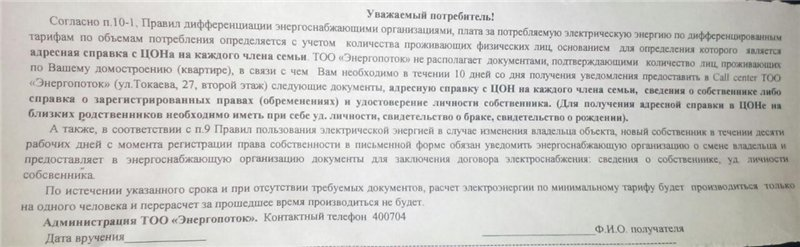 Уважаемый потребитель!
Согласно п.10-1, Правил дифференциации энергоснабжающими организациями, плата за потребляемую электрическую энергию по дифференцированным
тарифам по объемам потребления определяется с учетом количества проживающих физических лиц, основанием для определения которого является
адресная справка с ЦОНа на каждого члена семьи. ТОО «Энергопоток» не располагает документами, подтверждающими количество лиц, проживающих
по Вашему домостроению (квартире), в связи с чем Вам необходимо в течении 10 дней со дня получения уведомления предоставить в Call center ТОО
«Энергопоток» (ул.Токаева, 27, второй этаж) следующие документы, адресную справку с ЦОН на каждого члена семьи, сведения о собственнике либо
справка о зарегистрированных правах (обременениях) и удостоверение личности собственника. (Для получения адресной справки в ЦОНе на
близких родственников необходимо иметь при себе уд. личности, свидетельство о браке, свидетельство о рождении).
А также, в соответствии с п.9 Правил пользования электрической энергией в случае изменения владельца объекта, новый собственник в течении десяти
рабочих дней с момента регистрации права собственности в письменной форме обязан уведомить энергоснабжающую организацию о смене владельца и
предоставляет в энергоснабжающую организацию документы для заключения договора электроснабжения: сведения о собственнике, уд. личности
собсвенника.
По истечении указанного срока и при отсутствии требуемых документов, расчет электроэнергии по минимальному тарифу будет производиться только
на одного человека и перерасчет за прошедшее время производиться не будет.
Администрация ТОО «Энергопоток». Контактный телефон 400704
Дата вручения____________ ____________________Ф.И.О. получателя